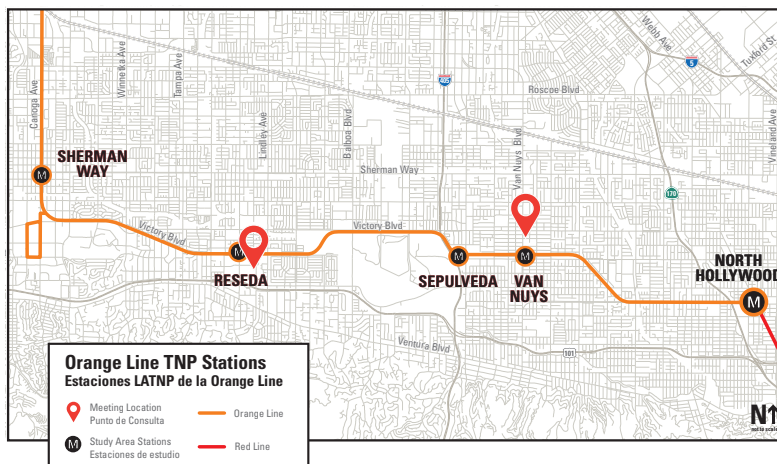 Canoga Ave
Winnetka Ave
Tampa Ave
Lindley Ave
Balboa Blvd
405
Van Nuys Blvd
Roscoe Blvd
Webb Ave
5
Tuxford St
Vineland Ave
170
SHERMAN
WAY
M
Sherman Way
Victory Blvd
Victory Blvd
M
RESEDA
M
SEPULVEDA
M
VAN
NUYS
NORTH
HOLLYWOOD
M
Ventura Blvd
101
Orange Line TNP Stations
Estaciones LATNP de la Orange Line
Meeting Location
Punto de Consulta
Orange Line
M
Study Area Stations
Estaciones de estudio
Red Line
N
not to scale